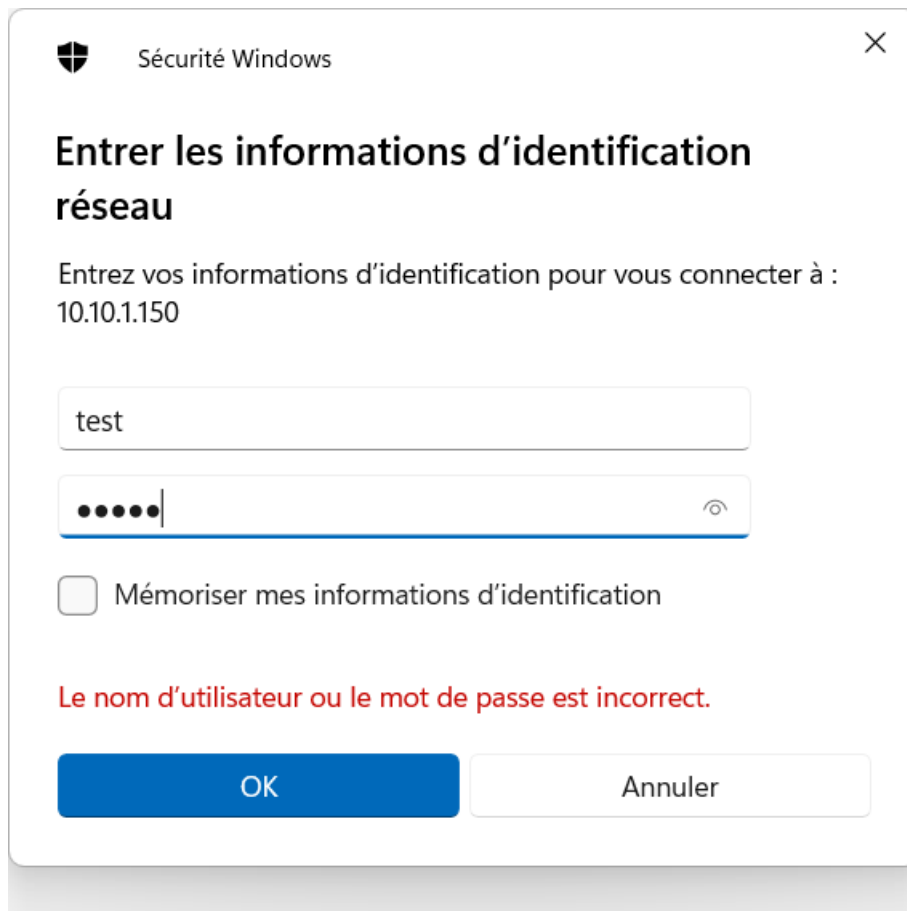 Sécurité Windows
Entrer les informations d’identification
réseau
Entrez vos informations d’identification pour vous connecter à :
10.10.1.150
test
●●●●●
Mémoriser mes informations d’identification
Le nom d’utilisateur ou le mot de passe est incorrect.
OK
Annuler